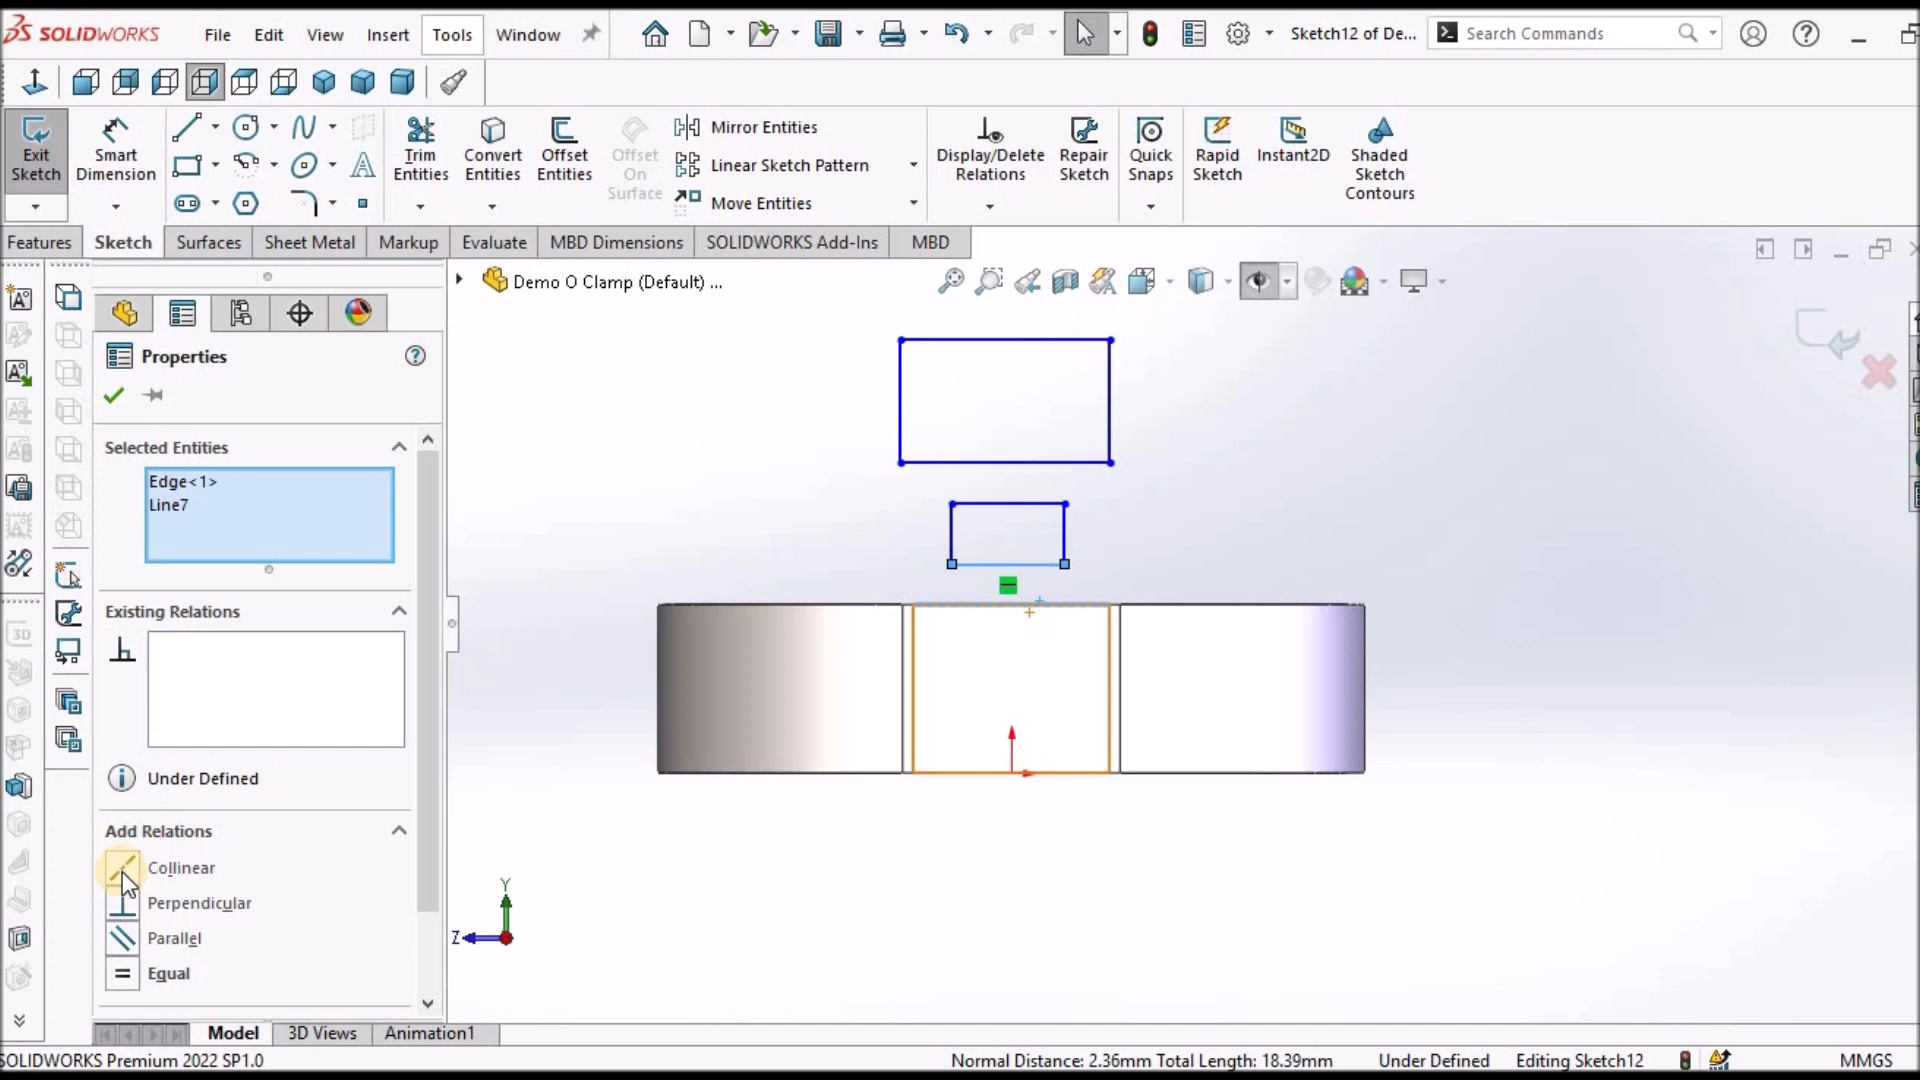 SOLIDWORKS File Edit View Insert Tools Window Sketch12 of De... Search Commands
Exit Sketch
Smart Dimension
Trim Entities
Convert Entities
Offset Entities
Offset On Surface
Mirror Entities
Linear Sketch Pattern
Move Entities
Display/Delete Relations
Repair Sketch
Quick Snaps
Rapid Sketch
Instant2D
Shaded Sketch Contours
Features Sketch Surfaces Sheet Metal Markup Evaluate MBD Dimensions SOLIDWORKS Add-Ins MBD
Demo O Clamp (Default) ...
Properties
Selected Entities
Edge<1>
Line7
Existing Relations
Under Defined
Add Relations
Collinear
Perpendicular
Parallel
Equal
3D
Y
Z
Model 3D Views Animation1
SOLIDWORKS Premium 2022 SP1.0 Normal Distance: 2.36mm Total Length: 18.39mm Under Defined Editing Sketch12 MMGS